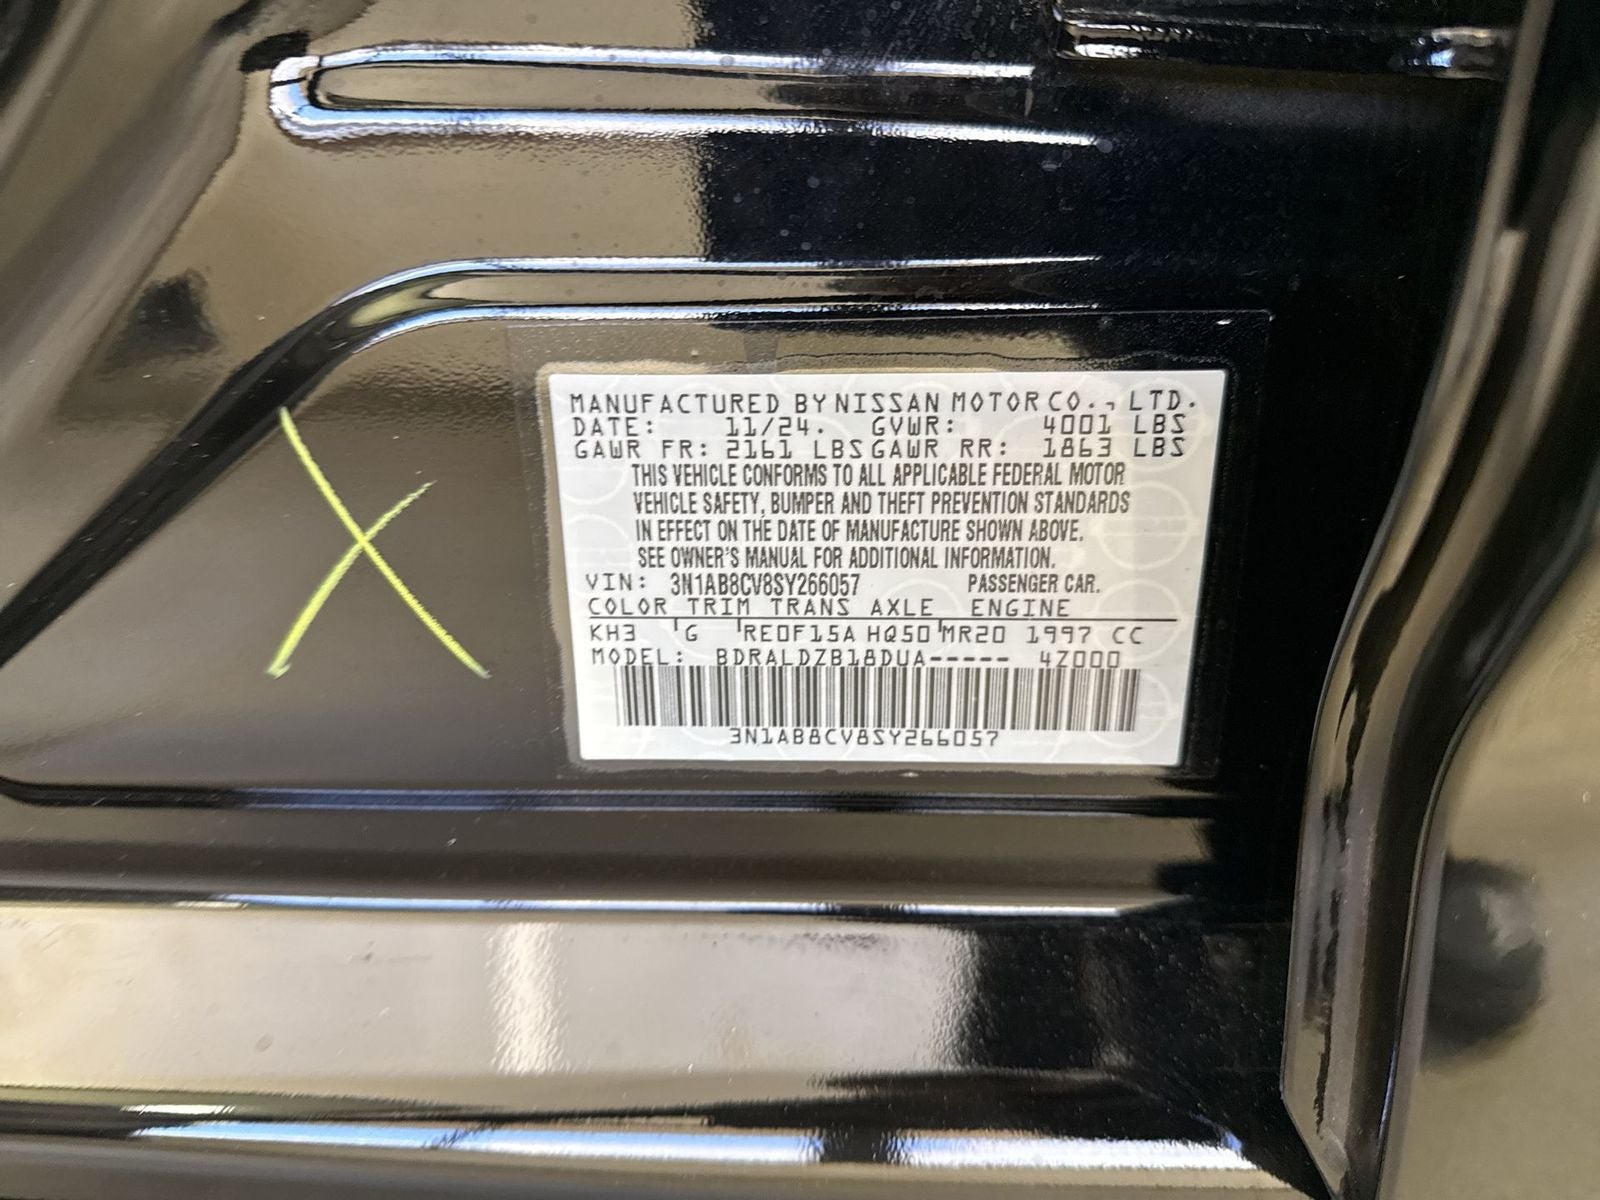 MANUFACTURED BY NISSAN MOTOR CO., LTD.
DATE: 11/24. GVWR: 4001 LBS
GAWR FR: 2161 LBS GAWR RR: 1863 LBS
THIS VEHICLE CONFORMS TO ALL APPLICABLE FEDERAL MOTOR
VEHICLE SAFETY, BUMPER AND THEFT PREVENTION STANDARDS
IN EFFECT ON THE DATE OF MANUFACTURE SHOWN ABOVE.
SEE OWNER'S MANUAL FOR ADDITIONAL INFORMATION.
VIN: 3N1AB8CV8SY266057 PASSENGER CAR.
COLOR TRIM TRANS AXLE ENGINE
KH3 G RE0F15A HQ50 MR20 1997 CC
MODEL: BDRALDZB18DUA----- 4Z000
3N1AB8CV8SY266057